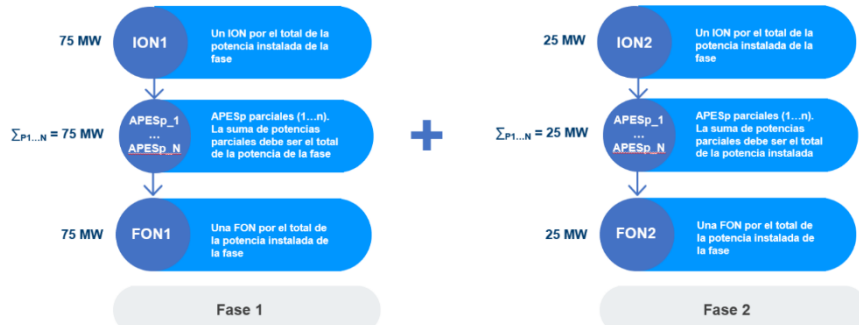 75 MW
ION1
Un ION por el total de la
potencia instalada de la
fase
∑P1...N = 75 MW
APESp_1
...
APESp_N
APESp parciales (1...n).
La suma de potencias
parciales debe ser el total
de la potencia de la fase
75 MW
FON1
Una FON por el total de
la potencia instalada de
la fase
Fase 1
+
25 MW
ION2
Un ION por el total de la
potencia instalada de la
fase
∑P1...N = 25 MW
APESp_1
...
APESp_N
APESp parciales (1...n).
La suma de potencias
parciales debe ser el total
de la potencia instalada
25 MW
FON2
Una FON por el total de
la potencia instalada de
la fase
Fase 2